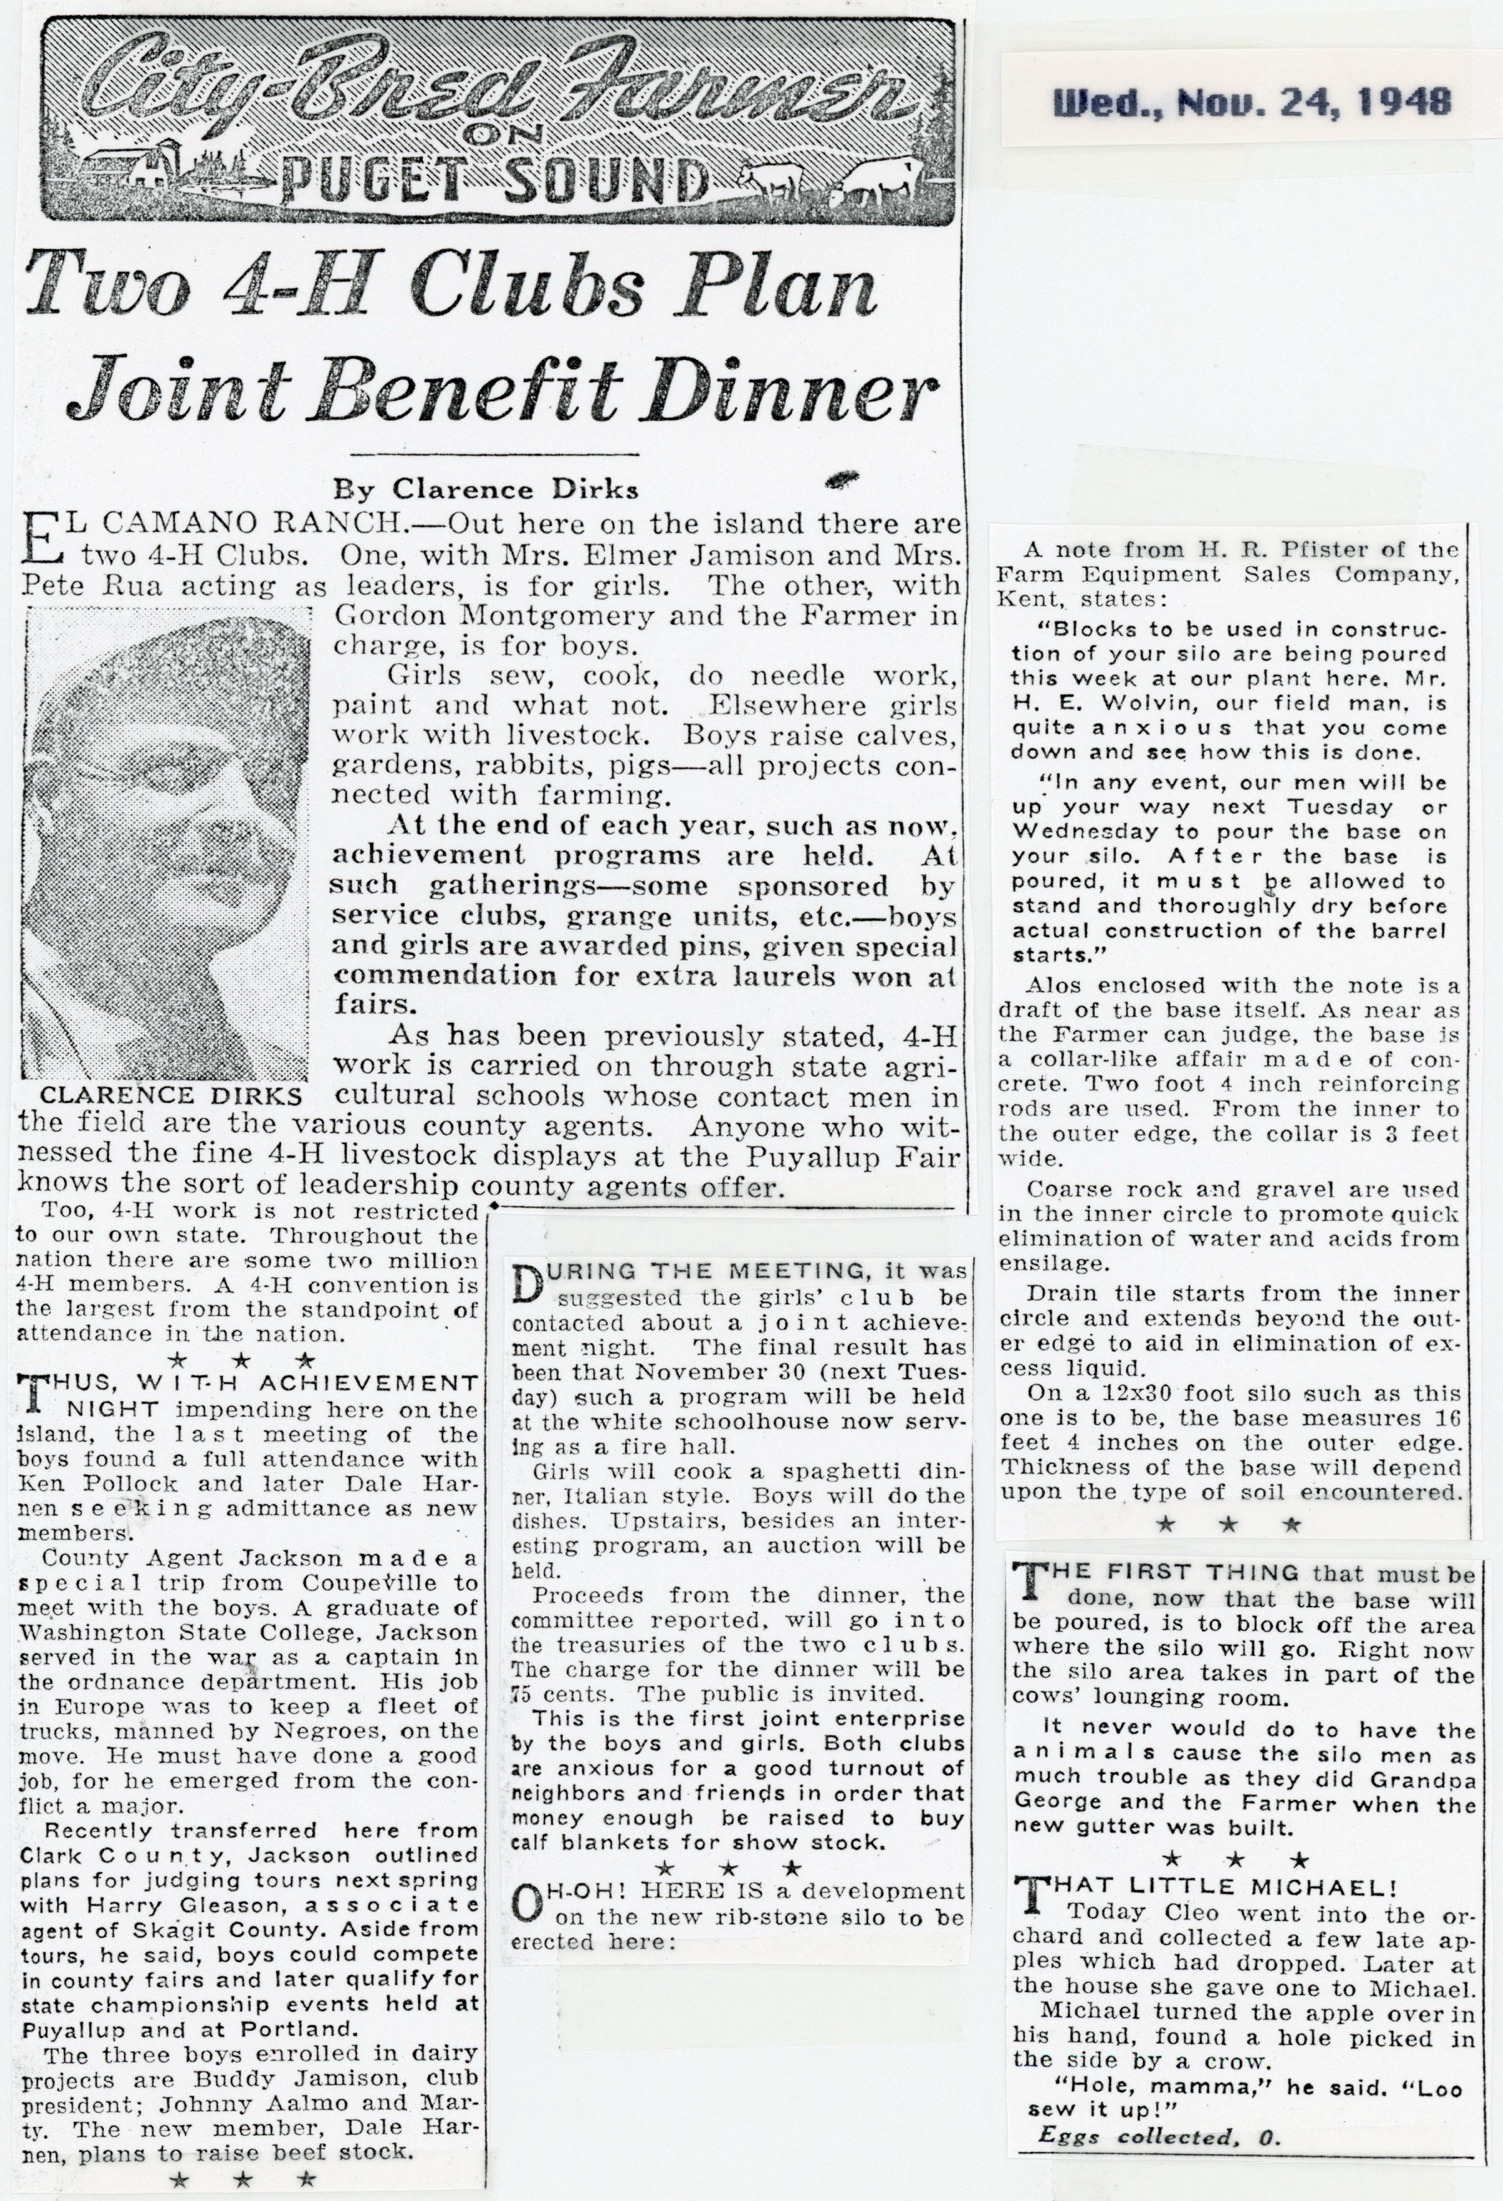 City-Bred Farmer
ON
PUGET SOUND
Wed., Nov. 24, 1948
Two 4-H Clubs Plan
Joint Benefit Dinner
By Clarence Dirks
EL CAMANO RANCH.—Out here on the island there are
two 4-H Clubs. One, with Mrs. Elmer Jamison and Mrs.
Pete Rua acting as leaders, is for girls. The other, with
Gordon Montgomery and the Farmer in
charge, is for boys.
Girls sew, cook, do needle work,
paint and what not. Elsewhere girls
work with livestock. Boys raise calves,
gardens, rabbits, pigs—all projects con-
nected with farming.
At the end of each year, such as now,
achievement programs are held. At
such gatherings—some sponsored by
service clubs, grange units, etc.—boys
and girls are awarded pins, given special
commendation for extra laurels won at
fairs.
As has been previously stated, 4-H
work is carried on through state agri-
CLARENCE DIRKS
cultural schools whose contact men in
the field are the various county agents. Anyone who wit-
nessed the fine 4-H livestock displays at the Puyallup Fair
knows the sort of leadership county agents offer.
Too, 4-H work is not restricted
to our own state. Throughout the
nation there are some two million
4-H members. A 4-H convention is
the largest from the standpoint of
attendance in the nation.
★ ★ ★
THUS, WITH ACHIEVEMENT
NIGHT impending here on the
island, the last meeting of the
boys found a full attendance with
Ken Pollock and later Dale Har-
nen seeking admittance as new
members.
County Agent Jackson made a
special trip from Coupeville to
meet with the boys. A graduate of
Washington State College, Jackson
served in the war as a captain in
the ordnance department. His job
in Europe was to keep a fleet of
trucks, manned by Negroes, on the
move. He must have done a good
job, for he emerged from the con-
flict a major.
Recently transferred here from
Clark County, Jackson outlined
plans for judging tours next spring
with Harry Gleason, associate
agent of Skagit County. Aside from
tours, he said, boys could compete
in county fairs and later qualify for
state championship events held at
Puyallup and at Portland.
The three boys enrolled in dairy
projects are Buddy Jamison, club
president; Johnny Aalmo and Mar-
ty. The new member, Dale Har-
nen, plans to raise beef stock.
★ ★ ★
DURING THE MEETING, it was
suggested the girls' club be
contacted about a joint achieve-
ment night. The final result has
been that November 30 (next Tues-
day) such a program will be held
at the white schoolhouse now serv-
ing as a fire hall.
Girls will cook a spaghetti din-
ner, Italian style. Boys will do the
dishes. Upstairs, besides an inter-
esting program, an auction will be
held.
Proceeds from the dinner, the
committee reported, will go into
the treasuries of the two clubs.
The charge for the dinner will be
75 cents. The public is invited.
This is the first joint enterprise
by the boys and girls. Both clubs
are anxious for a good turnout of
neighbors and friends in order that
money enough be raised to buy
calf blankets for show stock.
★ ★ ★
OH-OH! HERE IS a development
on the new rib-stone silo to be
erected here:
A note from H. R. Pfister of the
Farm Equipment Sales Company,
Kent, states:
"Blocks to be used in construc-
tion of your silo are being poured
this week at our plant here. Mr.
H. E. Wolvin, our field man, is
quite anxious that you come
down and see how this is done.
"In any event, our men will be
up your way next Tuesday or
Wednesday to pour the base on
your silo. After the base is
poured, it must be allowed to
stand and thoroughly dry before
actual construction of the barrel
starts."
Alos enclosed with the note is a
draft of the base itself. As near as
the Farmer can judge, the base is
a collar-like affair made of con-
crete. Two foot 4 inch reinforcing
rods are used. From the inner to
the outer edge, the collar is 3 feet
wide.
Coarse rock and gravel are used
in the inner circle to promote quick
elimination of water and acids from
ensilage.
Drain tile starts from the inner
circle and extends beyond the out-
er edge to aid in elimination of ex-
cess liquid.
On a 12x30 foot silo such as this
one is to be, the base measures 16
feet 4 inches on the outer edge.
Thickness of the base will depend
upon the type of soil encountered.
★ ★ ★
THE FIRST THING that must be
done, now that the base will
be poured, is to block off the area
where the silo will go. Right now
the silo area takes in part of the
cows' lounging room.
It never would do to have the
animals cause the silo men as
much trouble as they did Grandpa
George and the Farmer when the
new gutter was built.
★ ★ ★
THAT LITTLE MICHAEL!
Today Cleo went into the or-
chard and collected a few late ap-
ples which had dropped. Later at
the house she gave one to Michael.
Michael turned the apple over in
his hand, found a hole picked in
the side by a crow.
"Hole, mamma," he said. "Loo
sew it up!"
Eggs collected, 0.